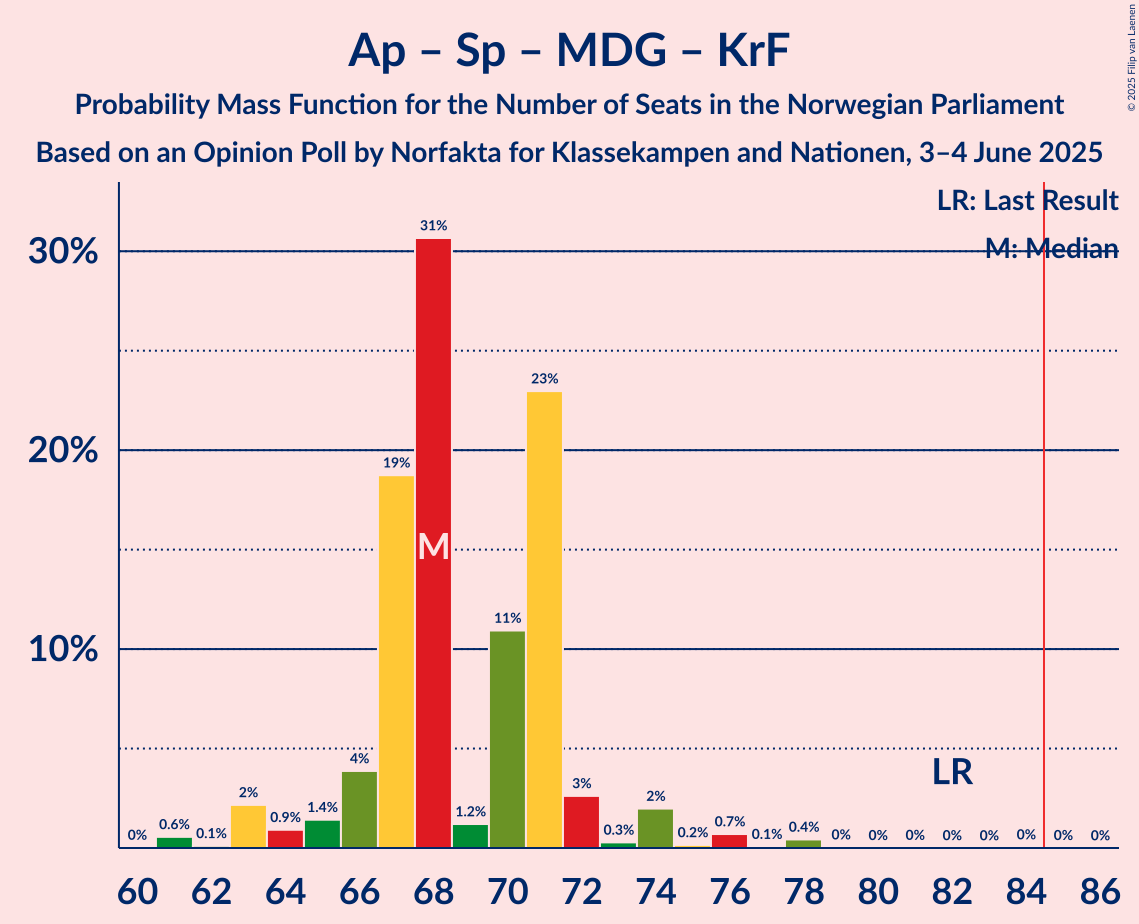 Ap – Sp – MDG – KrF
Probability Mass Function for the Number of Seats in the Norwegian Parliament
Based on an Opinion Poll by Norfakta for Klassekampen and Nationen, 3–4 June 2025
© 2025 Filip van Laenen
LR: Last Result
M: Median
30%
20%
10%
0% 0.6% 0.1% 2% 0.9% 1.4% 4% 19% 31% 1.2% 11% 23% 3% 0.3% 2% 0.2% 0.7% 0.1% 0.4% 0% 0% 0% 0% 0% 0% 0% 0%
M
LR
60 62 64 66 68 70 72 74 76 78 80 82 84 86